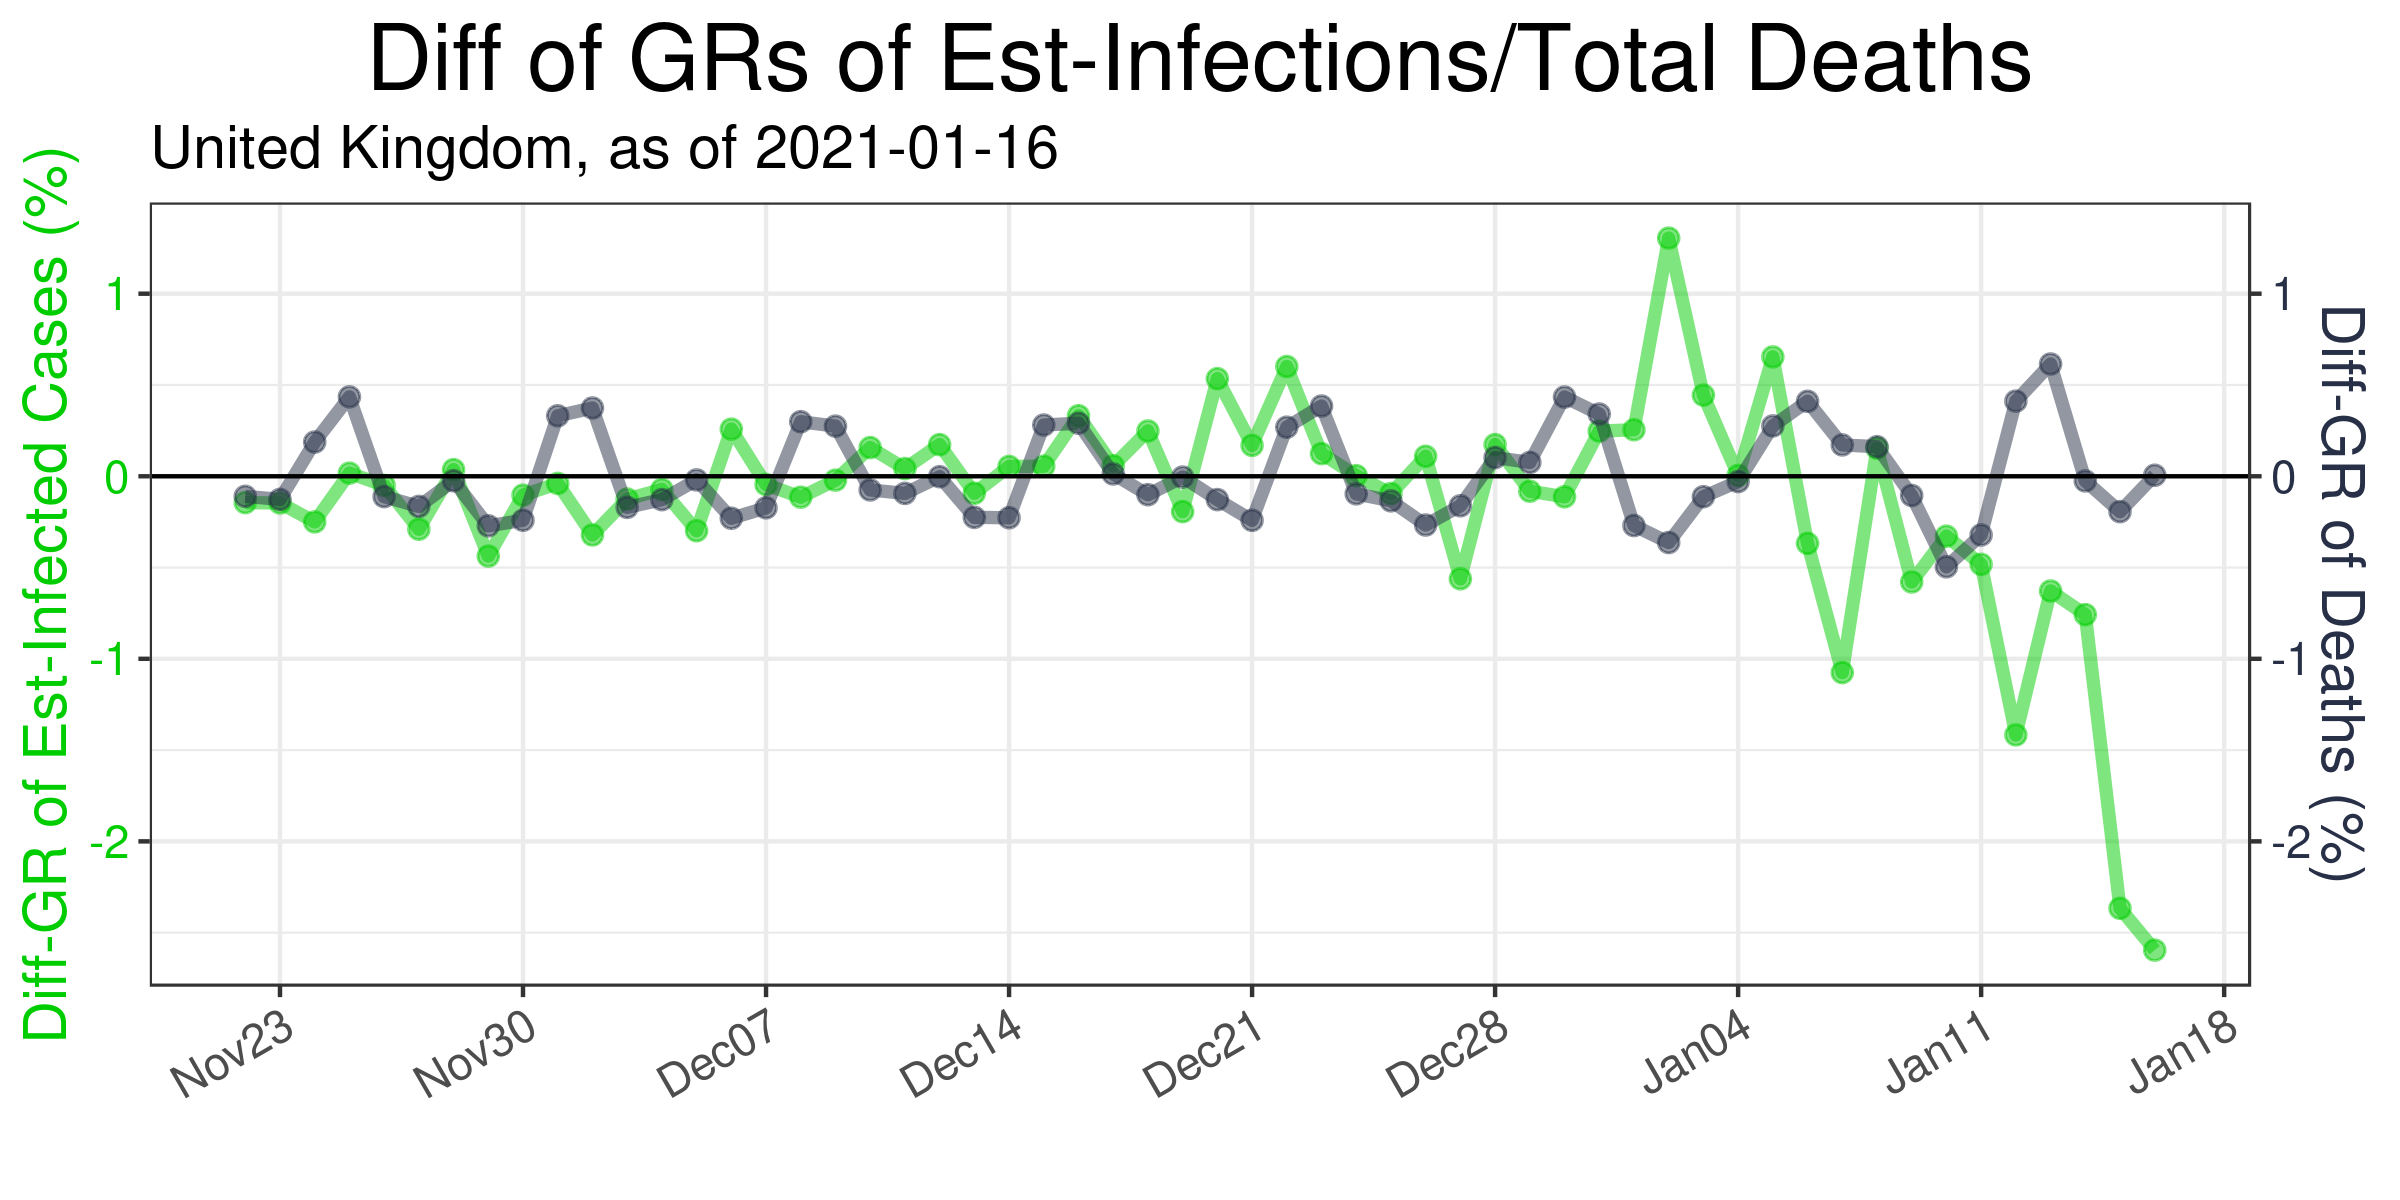 Diff of GRs of Est-Infections/Total Deaths
United Kingdom, as of 2021-01-16
Diff-GR of Est-Infected Cases (%)
1
0
-1
-2
1
0
-1
-2
Diff-GR of Deaths (%)
Nov23
Nov30
Dec07
Dec14
Dec21
Dec28
Jan04
Jan11
Jan18